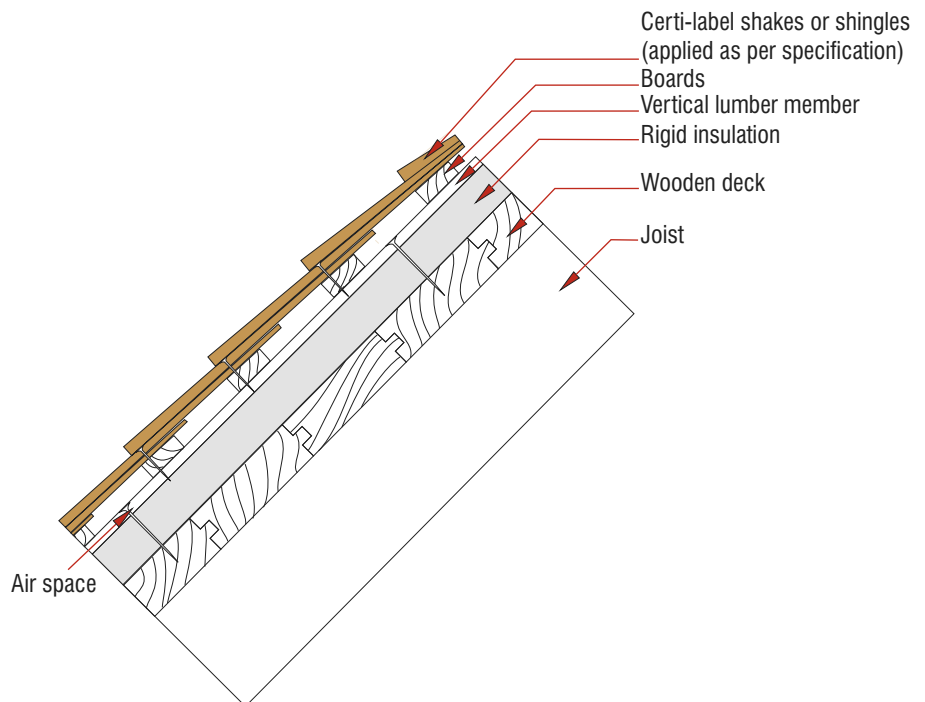 Certi-label shakes or shingles
(applied as per specification)
Boards
Vertical lumber member
Rigid insulation
Wooden deck
Joist
Air space